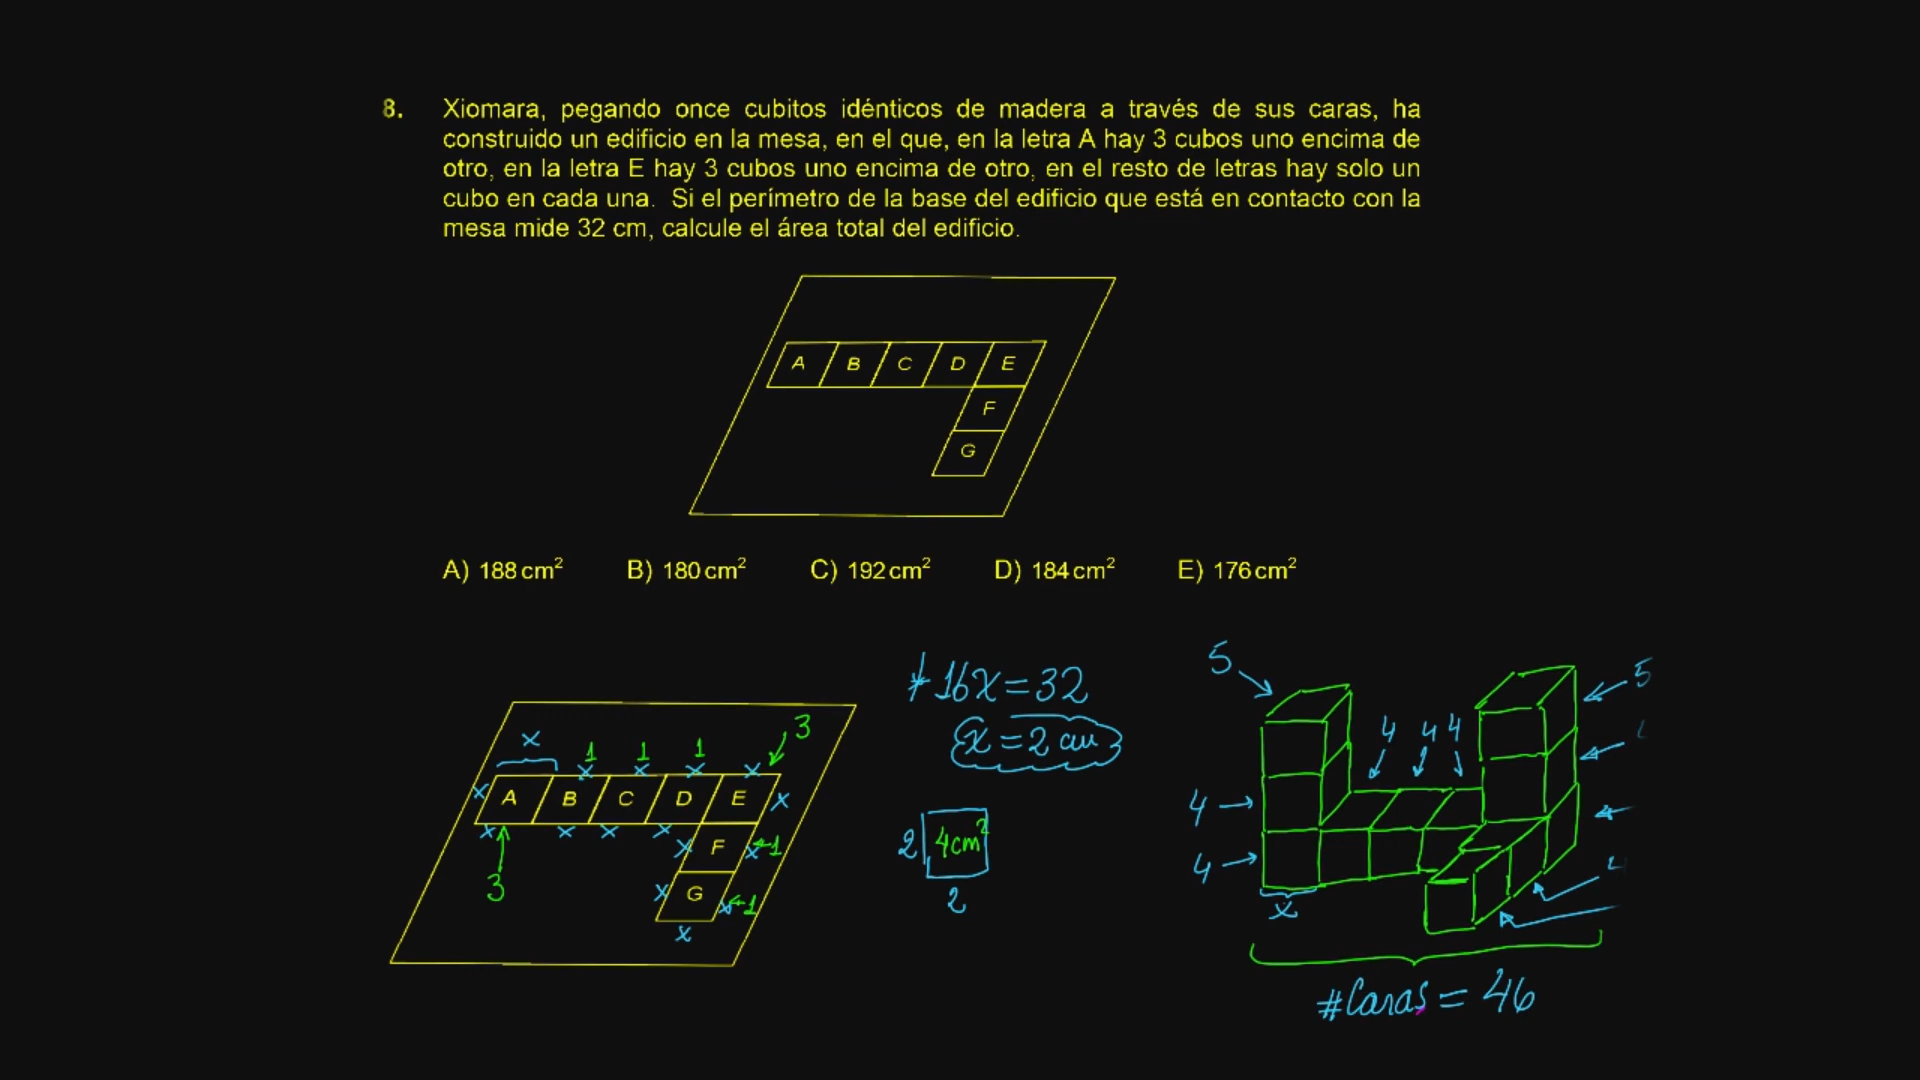 8. Xiomara, pegando once cubitos idénticos de madera a través de sus caras, ha
construido un edificio en la mesa, en el que, en la letra A hay 3 cubos uno encima de
otro, en la letra E hay 3 cubos uno encima de otro, en el resto de letras hay solo un
cubo en cada una. Si el perímetro de la base del edificio que está en contacto con la
mesa mide 32 cm, calcule el área total del edificio.
A B C D E
F
G
A) 188 cm² B) 180 cm² C) 192 cm² D) 184 cm² E) 176 cm²
x 1 1 1 3
x x x x
x A B C D E x
x x x x
x F x 1
3
x G x 1
x
16x = 32
x = 2 cm
2 4cm²
2
5 5
4 4 4
4
4
4
x
#Caras = 46